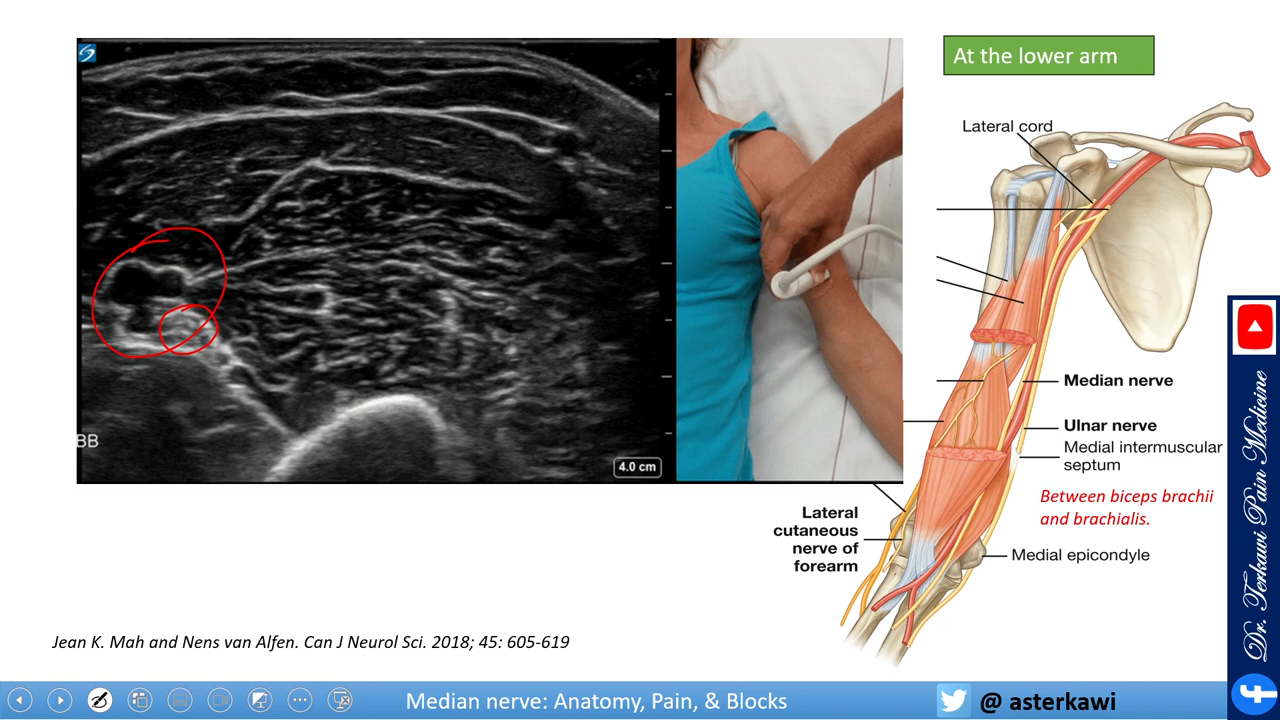 At the lower arm
Lateral cord
BB
4.0 cm
Median nerve
Ulnar nerve
Medial intermuscular
septum
Between biceps brachii
and brachialis.
Lateral
cutaneous
nerve of
forearm
Medial epicondyle
Jean K. Mah and Nens van Alfen. Can J Neurol Sci. 2018; 45: 605-619
Median nerve: Anatomy, Pain, & Blocks
@ asterkawi
Dr. Terkawi Pain Medicine